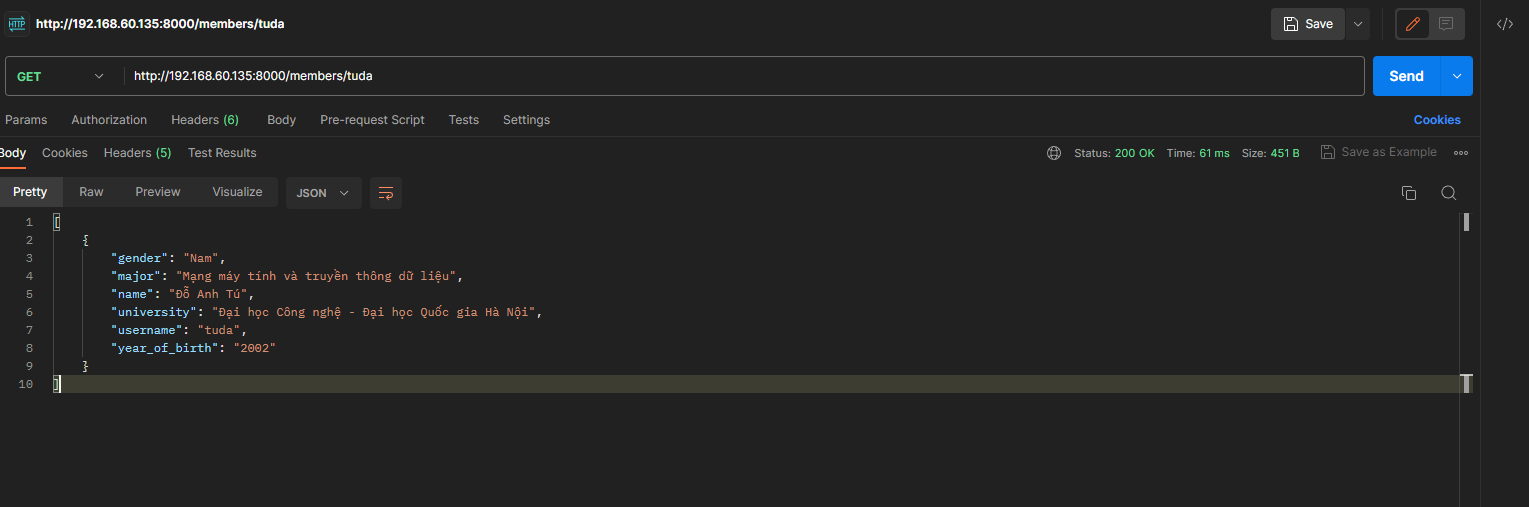 HTTP http://192.168.60.135:8000/members/tuda Save </>
GET http://192.168.60.135:8000/members/tuda Send
Params Authorization Headers (6) Body Pre-request Script Tests Settings Cookies
Body Cookies Headers (5) Test Results Status: 200 OK Time: 61 ms Size: 451 B Save as Example
Pretty Raw Preview Visualize JSON
1 [
2 {
3 "gender": "Nam",
4 "major": "Mạng máy tính và truyền thông dữ liệu",
5 "name": "Đỗ Anh Tú",
6 "university": "Đại học Công nghệ - Đại học Quốc gia Hà Nội",
7 "username": "tuda",
8 "year_of_birth": "2002"
9 }
10 ]